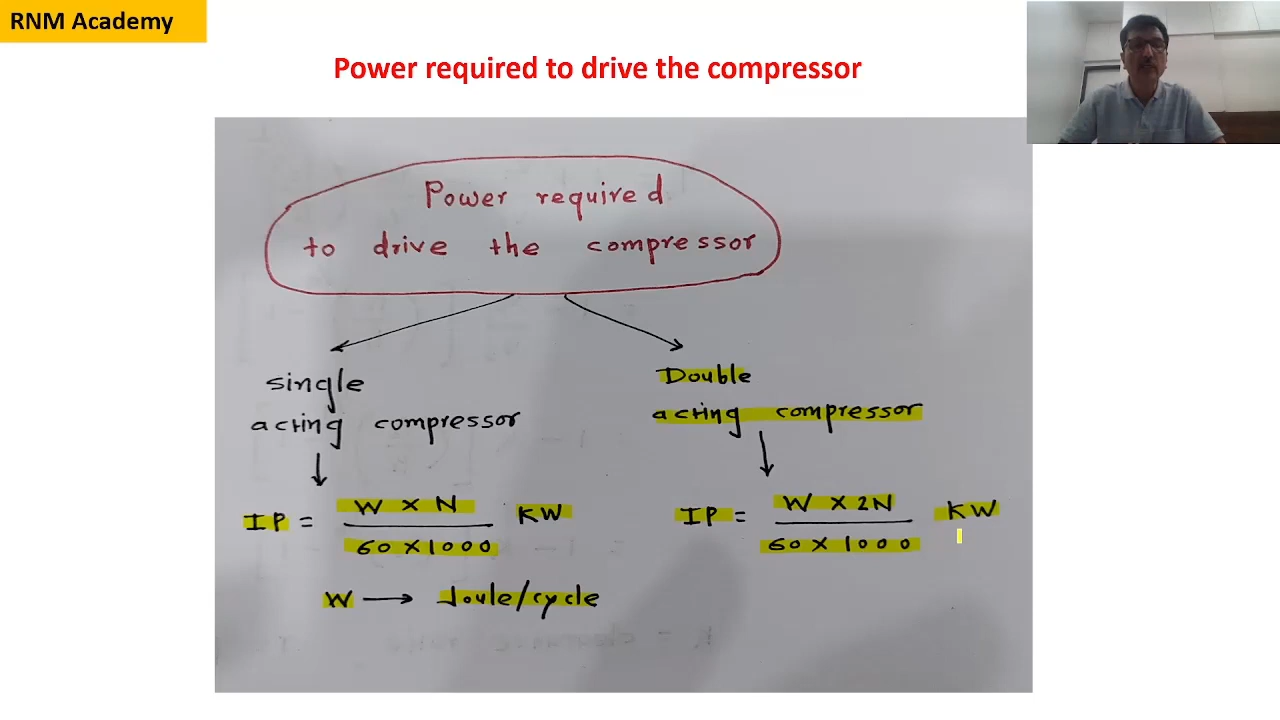 RNM Academy
Power required to drive the compressor
Power required
to drive the compressor
single
acting compressor
IP = W X N / 60 X 1000 KW
W → Joule/cycle
Double
acting compressor
IP = W X 2N / 60 X 1000 KW